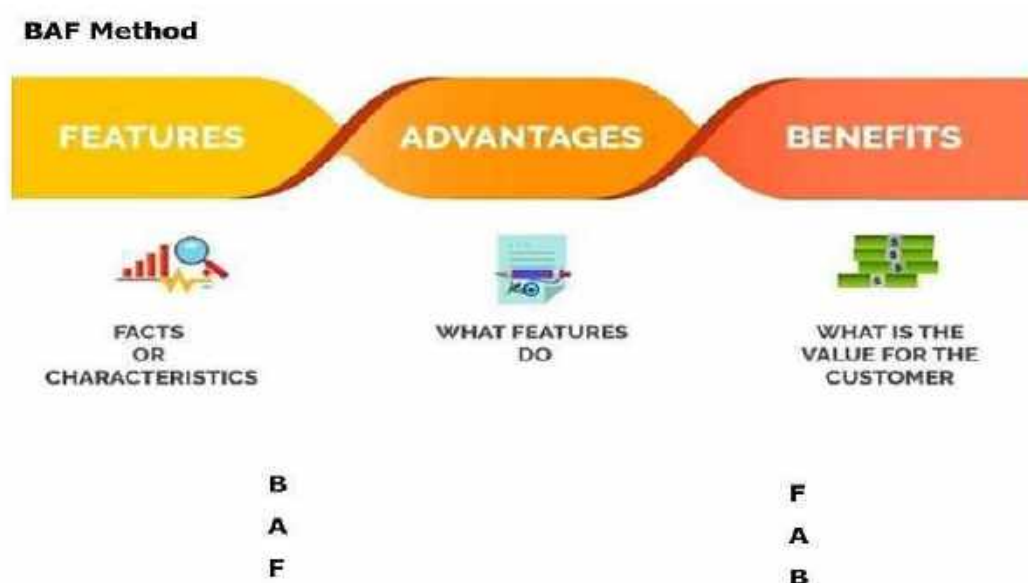 BAF Method
FEATURES
ADVANTAGES
BENEFITS
FACTS
OR
CHARACTERISTICS
WHAT FEATURES
DO
WHAT IS THE
VALUE FOR THE
CUSTOMER
B
A
F
F
A
B